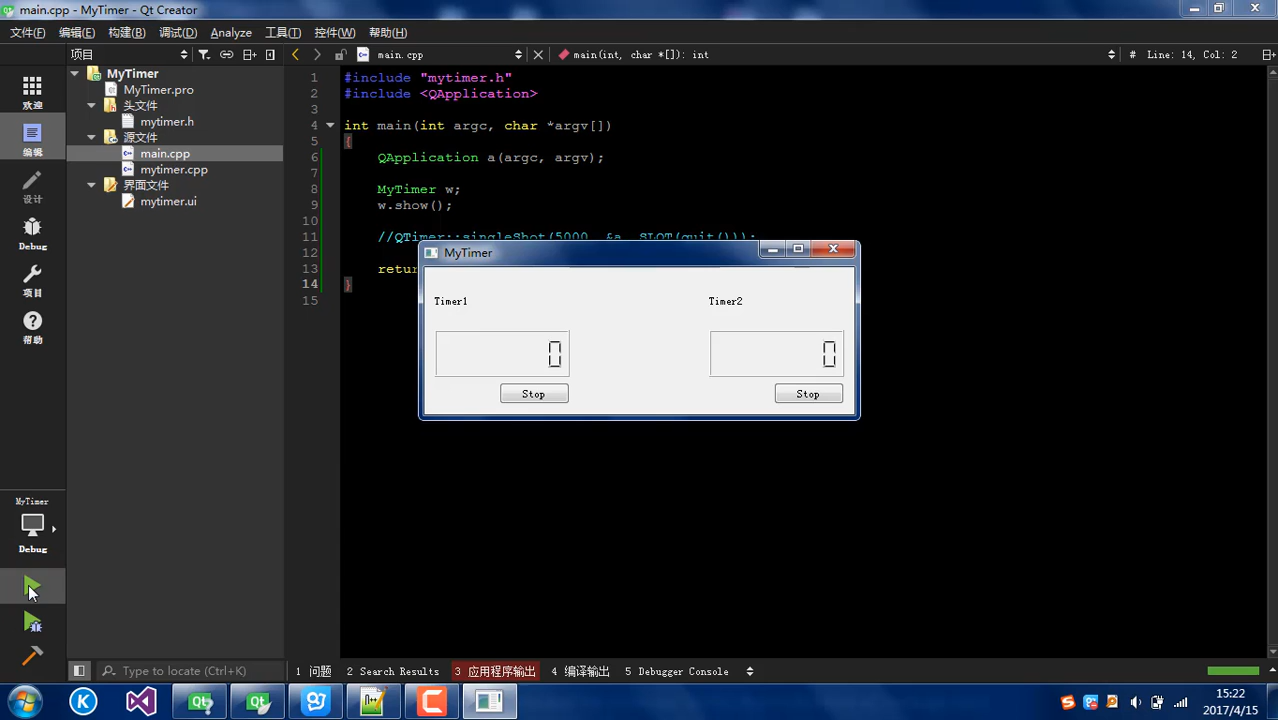 main.cpp - MyTimer - Qt Creator
文件(F) 编辑(E) 构建(B) 调试(D) Analyze 工具(T) 控件(W) 帮助(H)
项目 main.cpp main(int, char *[]): int # Line: 14, Col: 2
欢迎
编辑
设计
Debug
项目
帮助
MyTimer
Debug
MyTimer
MyTimer.pro
头文件
mytimer.h
源文件
main.cpp
mytimer.cpp
界面文件
mytimer.ui
1 #include "mytimer.h"
2 #include <QApplication>
3
4 int main(int argc, char *argv[])
5 {
6 QApplication a(argc, argv);
7
8 MyTimer w;
9 w.show();
10
11 //QTimer::singleShot(5000, &a, SLOT(quit()));
12
13 retur
14 }
15
MyTimer
Timer1 Timer2
0 0
Stop Stop
Type to locate (Ctrl+K) 1 问题 2 Search Results 3 应用程序输出 4 编译输出 5 Debugger Console
15:22
2017/4/15